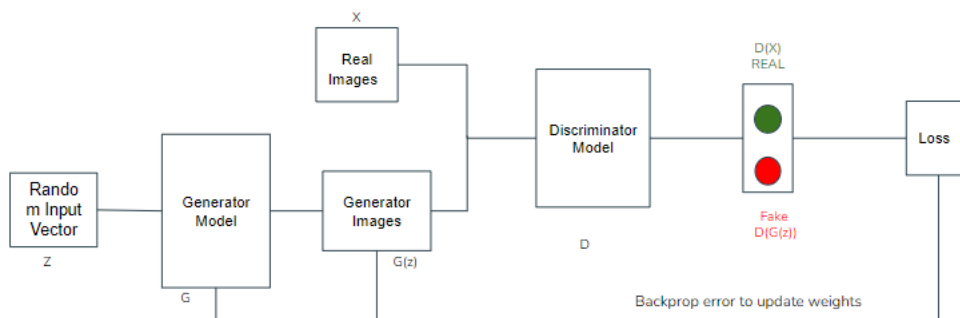 X
Real
Images
D(X)
REAL
Discriminator
Model
Loss
Rando
m Input
Vector
Z
Generator
Model
G
Generator
Images
G(z)
D
Fake
D(G(z))
Backprop error to update weights